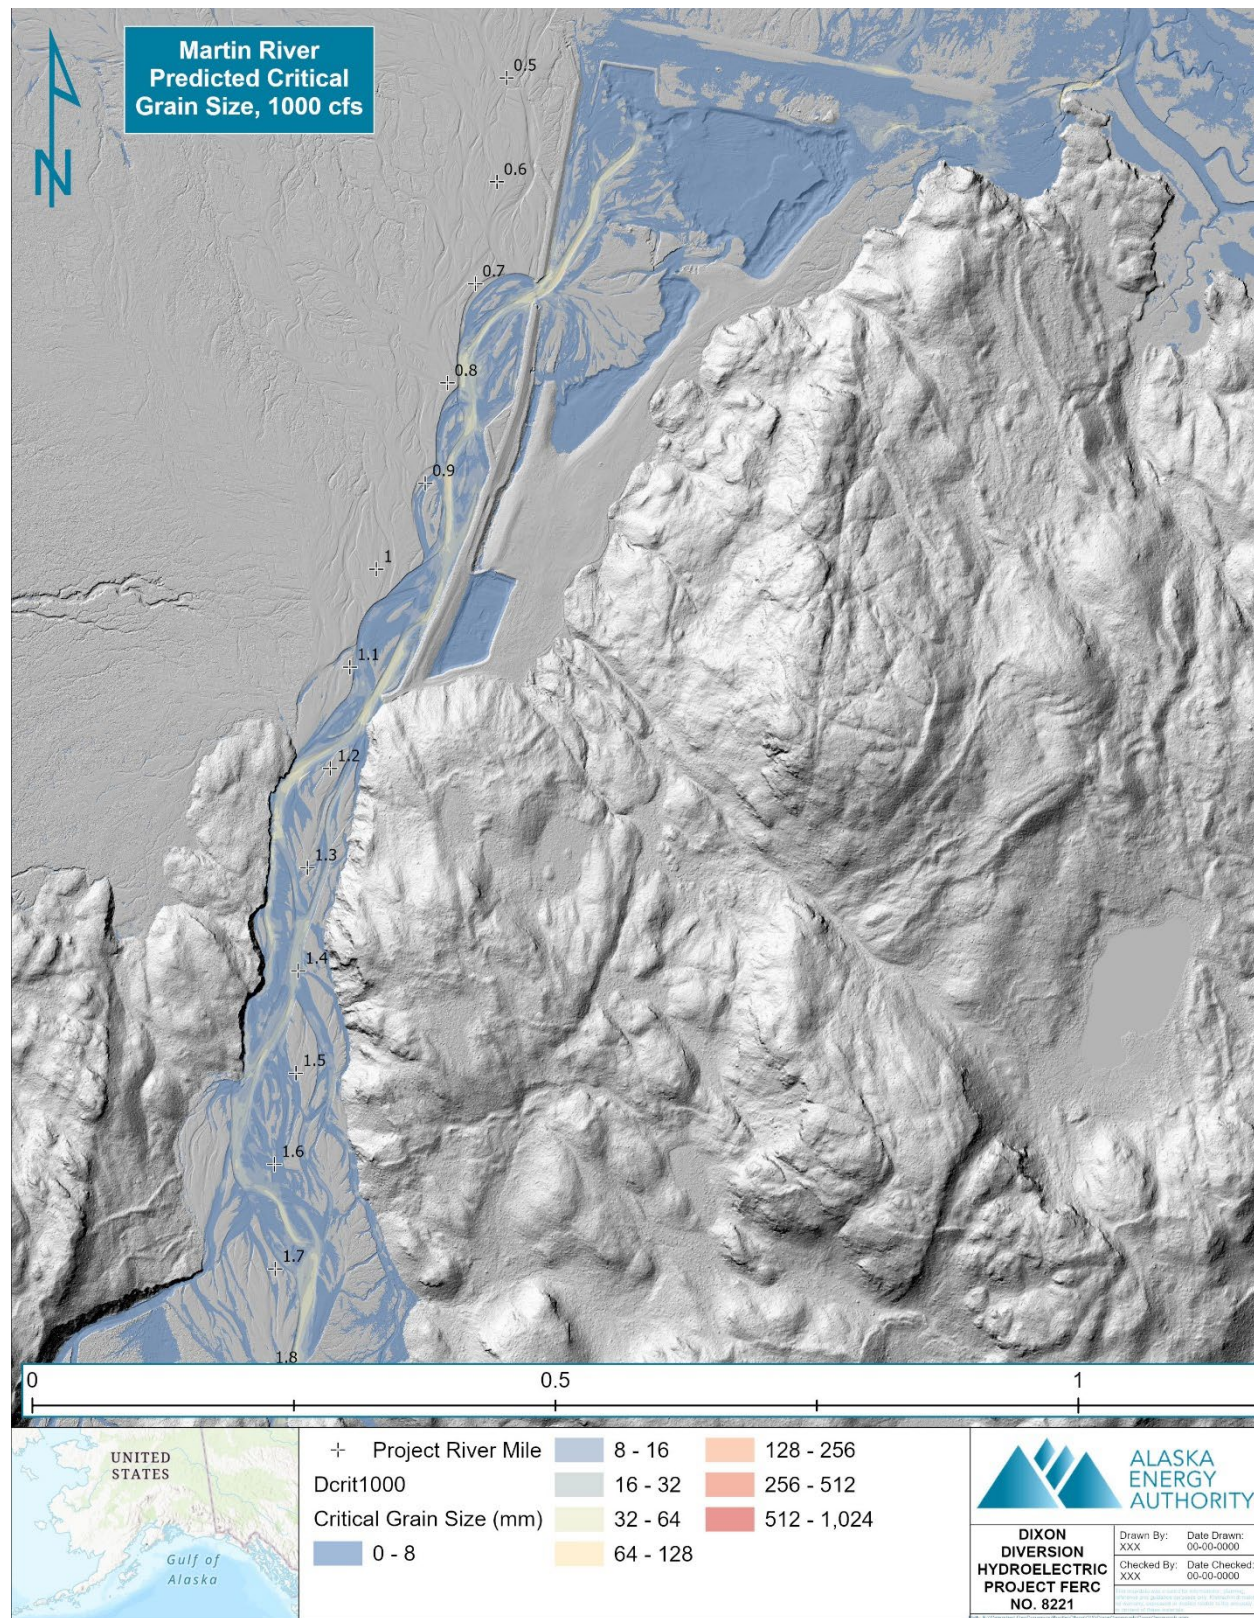 Martin River
Predicted Critical
Grain Size, 1000 cfs
N
0.5
0.6
0.7
0.8
0.9
1
1.1
1.2
1.3
1.4
1.5
1.6
1.7
1.8
0 0.5 1
UNITED
STATES
Gulf of
Alaska
Project River Mile
Dcrit1000
Critical Grain Size (mm)
0 - 8
8 - 16
16 - 32
32 - 64
64 - 128
128 - 256
256 - 512
512 - 1,024
ALASKA
ENERGY
AUTHORITY
DIXON
DIVERSION
HYDROELECTRIC
PROJECT FERC
NO. 8221
Drawn By:
XXX
Date Drawn:
00-00-0000
Checked By:
XXX
Date Checked:
00-00-0000